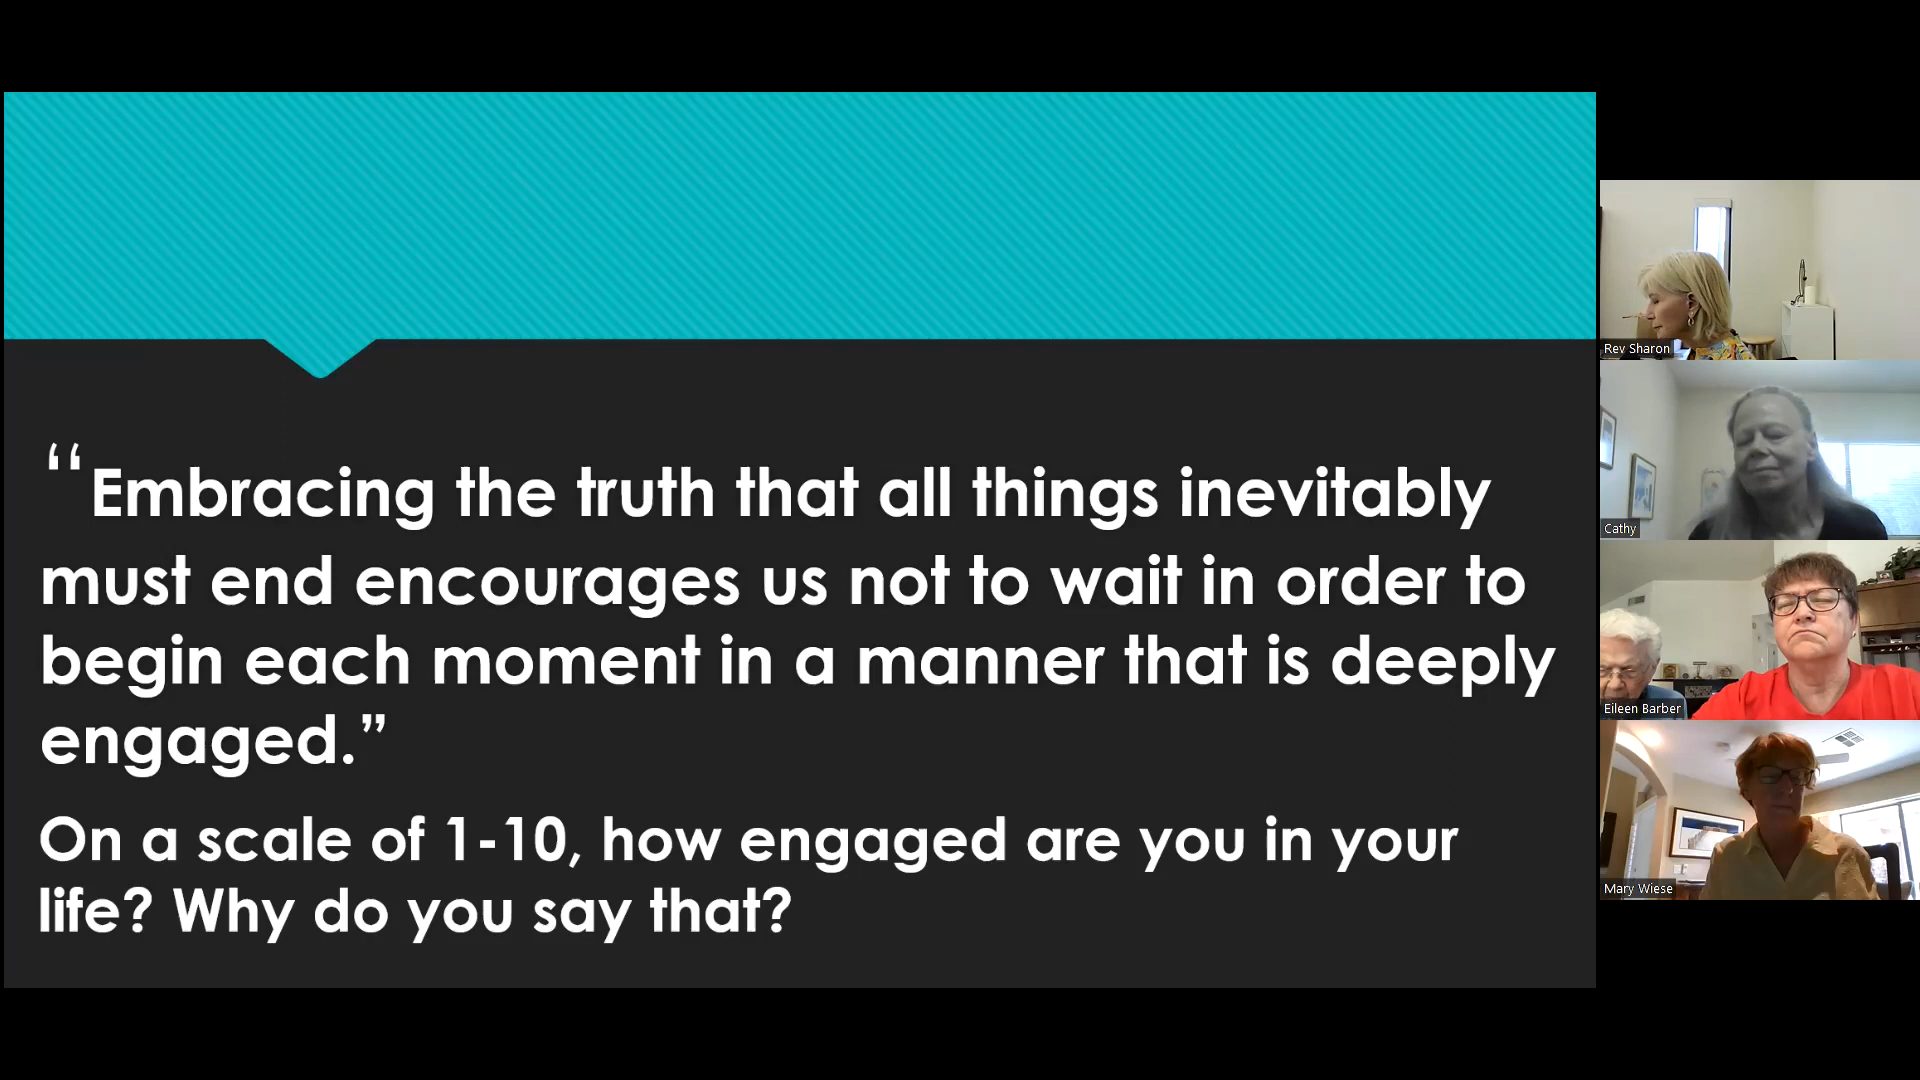 “Embracing the truth that all things inevitably
must end encourages us not to wait in order to
begin each moment in a manner that is deeply
engaged.”
On a scale of 1-10, how engaged are you in your
life? Why do you say that?
Rev Sharon
Cathy
Eileen Barber
Mary Wiese